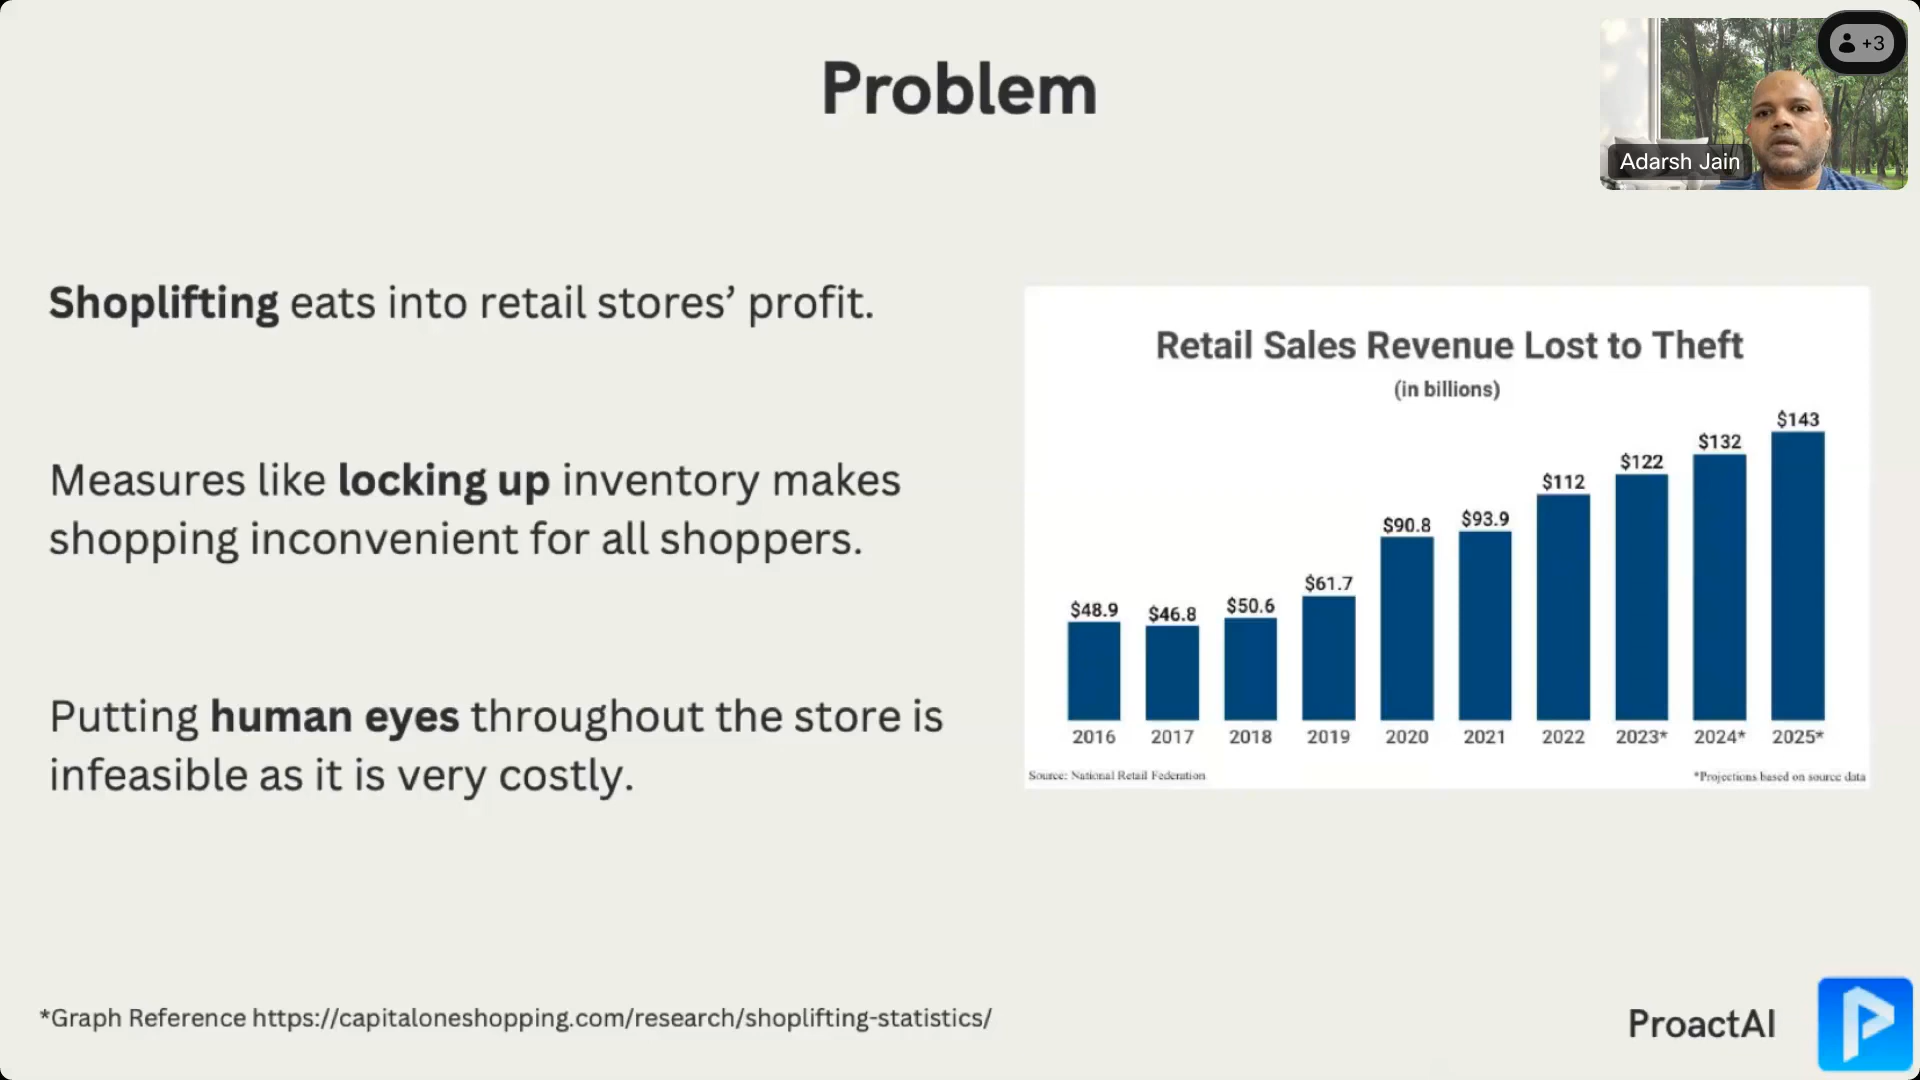 Problem
+3
Adarsh Jain
Shoplifting eats into retail stores’ profit.
Measures like locking up inventory makes
shopping inconvenient for all shoppers.
Putting human eyes throughout the store is
infeasible as it is very costly.
Retail Sales Revenue Lost to Theft
(in billions)
$48.9 $46.8 $50.6 $61.7 $90.8 $93.9 $112 $122 $132 $143
2016 2017 2018 2019 2020 2021 2022 2023* 2024* 2025*
Source: National Retail Federation *Projections based on source data
*Graph Reference https://capitaloneshopping.com/research/shoplifting-statistics/
ProactAI